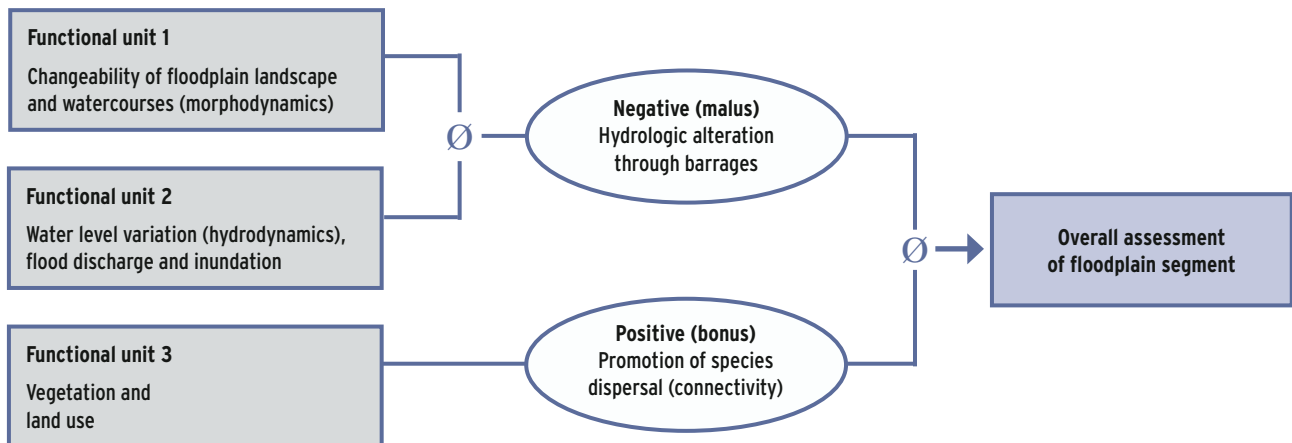 Functional unit 1
Changeability of floodplain landscape
and watercourses (morphodynamics)
Functional unit 2
Water level variation (hydrodynamics),
flood discharge and inundation
Functional unit 3
Vegetation and
land use
Ø
Negative (malus)
Hydrologic alteration
through barrages
Positive (bonus)
Promotion of species
dispersal (connectivity)
Ø
Overall assessment
of floodplain segment